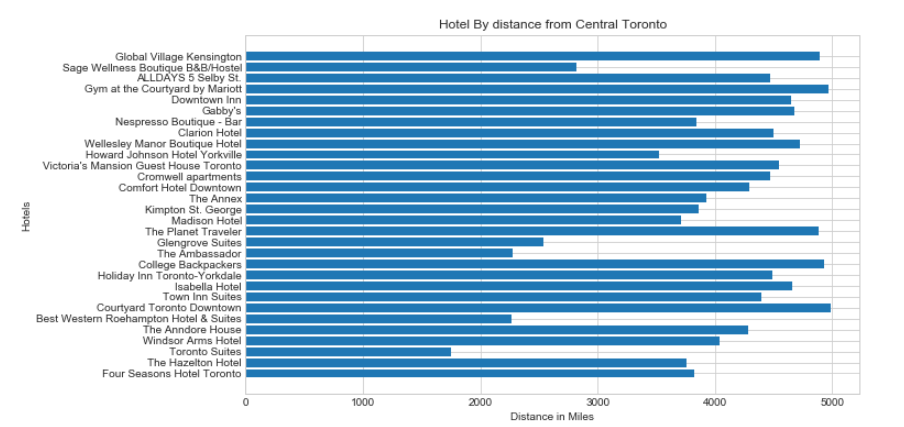 Hotel By distance from Central Toronto
Global Village Kensington
Sage Wellness Boutique B&B/Hostel
ALLDAYS 5 Selby St.
Gym at the Courtyard by Mariott
Downtown Inn
Gabby's
Nespresso Boutique - Bar
Clarion Hotel
Wellesley Manor Boutique Hotel
Howard Johnson Hotel Yorkville
Victoria's Mansion Guest House Toronto
Cromwell apartments
Comfort Hotel Downtown
The Annex
Kimpton St. George
Madison Hotel
The Planet Traveler
Glengrove Suites
The Ambassador
College Backpackers
Holiday Inn Toronto-Yorkdale
Isabella Hotel
Town Inn Suites
Courtyard Toronto Downtown
Best Western Roehampton Hotel & Suites
The Anndore House
Windsor Arms Hotel
Toronto Suites
The Hazelton Hotel
Four Seasons Hotel Toronto
Hotels
0 1000 2000 3000 4000 5000
Distance in Miles